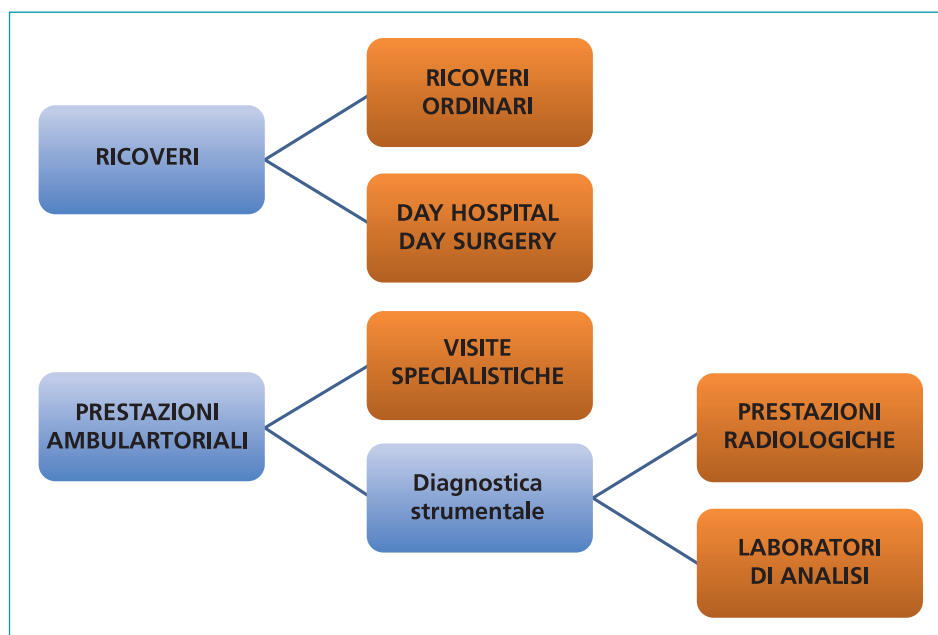 RICOVERI
RICOVERI
ORDINARI
DAY HOSPITAL
DAY SURGERY
PRESTAZIONI
AMBULARTORIALI
VISITE
SPECIALISTICHE
Diagnostica
strumentale
PRESTAZIONI
RADIOLOGICHE
LABORATORI
DI ANALISI